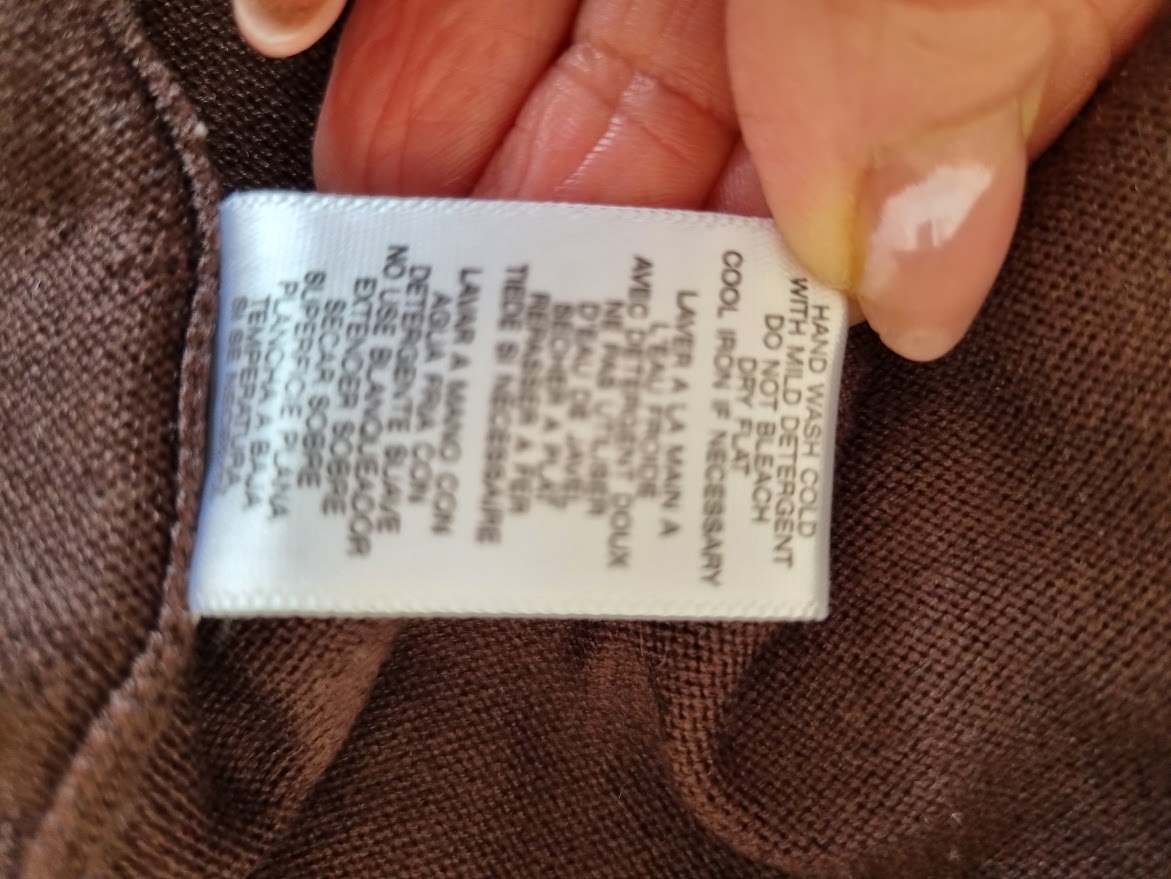 HAND WASH COLD
WITH MILD DETERGENT
DO NOT BLEACH
DRY FLAT
COOL IRON IF NECESSARY
LAVER A LA MAIN A
L'EAU FROIDE
AVEC DETERGENT DOUX
NE PAS UTILISER
D'EAU DE JAVEL
SECHER A PLAT
REPASSER A FER
TIEDE SI NECESSAIRE
LAVAR A MANO CON
AGUA FRIA CON
DETERGENTE SUAVE
NO USE BLANQUEADOR
EXTENDER SOBRE
SECAR SOBRE
SUPERFICIE PLANA
PLANCHA A BAJA
TEMPERATURA,
SI SE